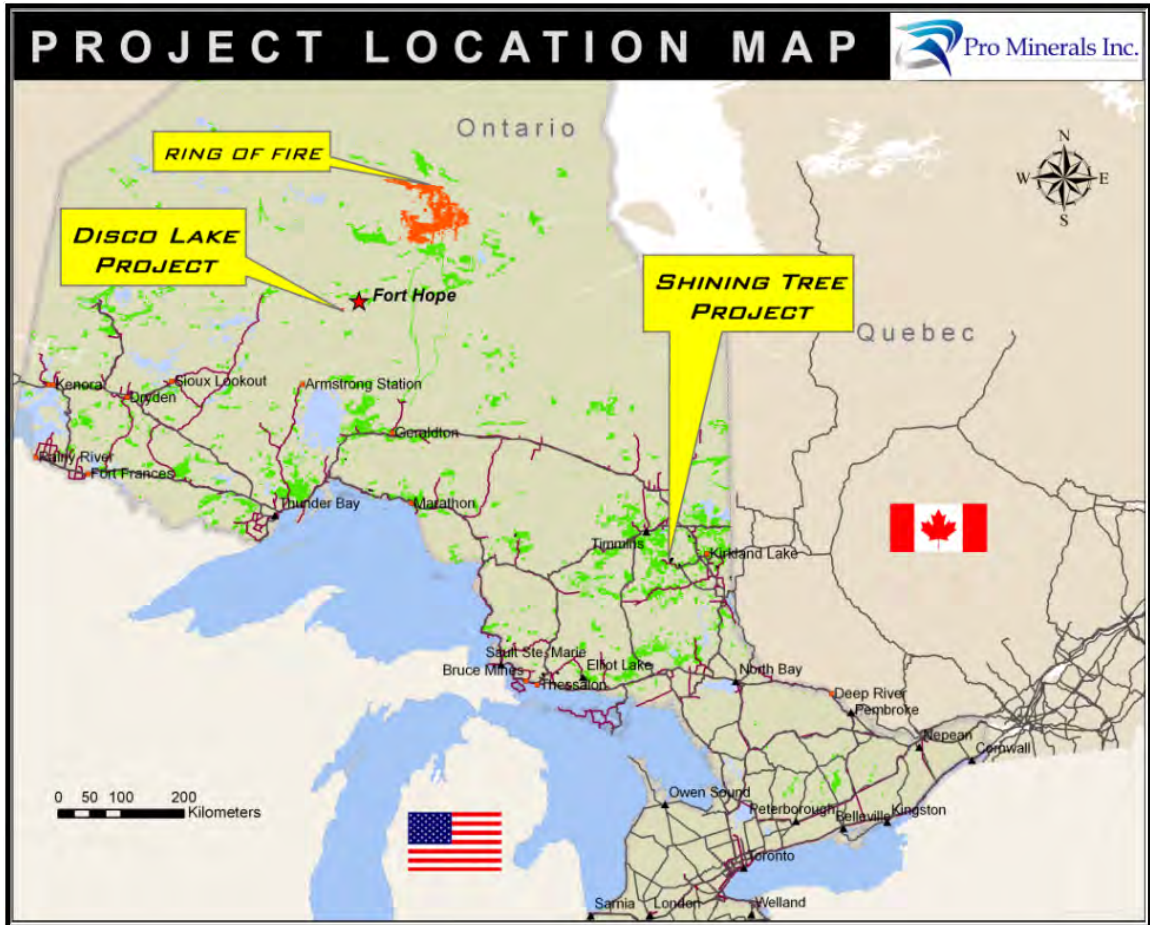 PROJECT LOCATION MAP
Pro Minerals Inc.
Ontario
RING OF FIRE
N
W
E
S
DISCO LAKE
PROJECT
Fort Hope
SHINING TREE
PROJECT
Quebec
Kenora
Sioux Lookout
Dryden
Armstrong Station
Geraldton
Rainy River
Fort Frances
Thunder Bay
Marathon
Timmins
Kirkland Lake
Sault Ste. Marie
Elliot Lake
Bruce Mines
Thessalon
North Bay
Deep River
Pembroke
Nepean
Cornwall
0 50 100 200
Kilometers
Owen Sound
Peterborough
Belleville
Kingston
Toronto
Sarnia
London
Welland